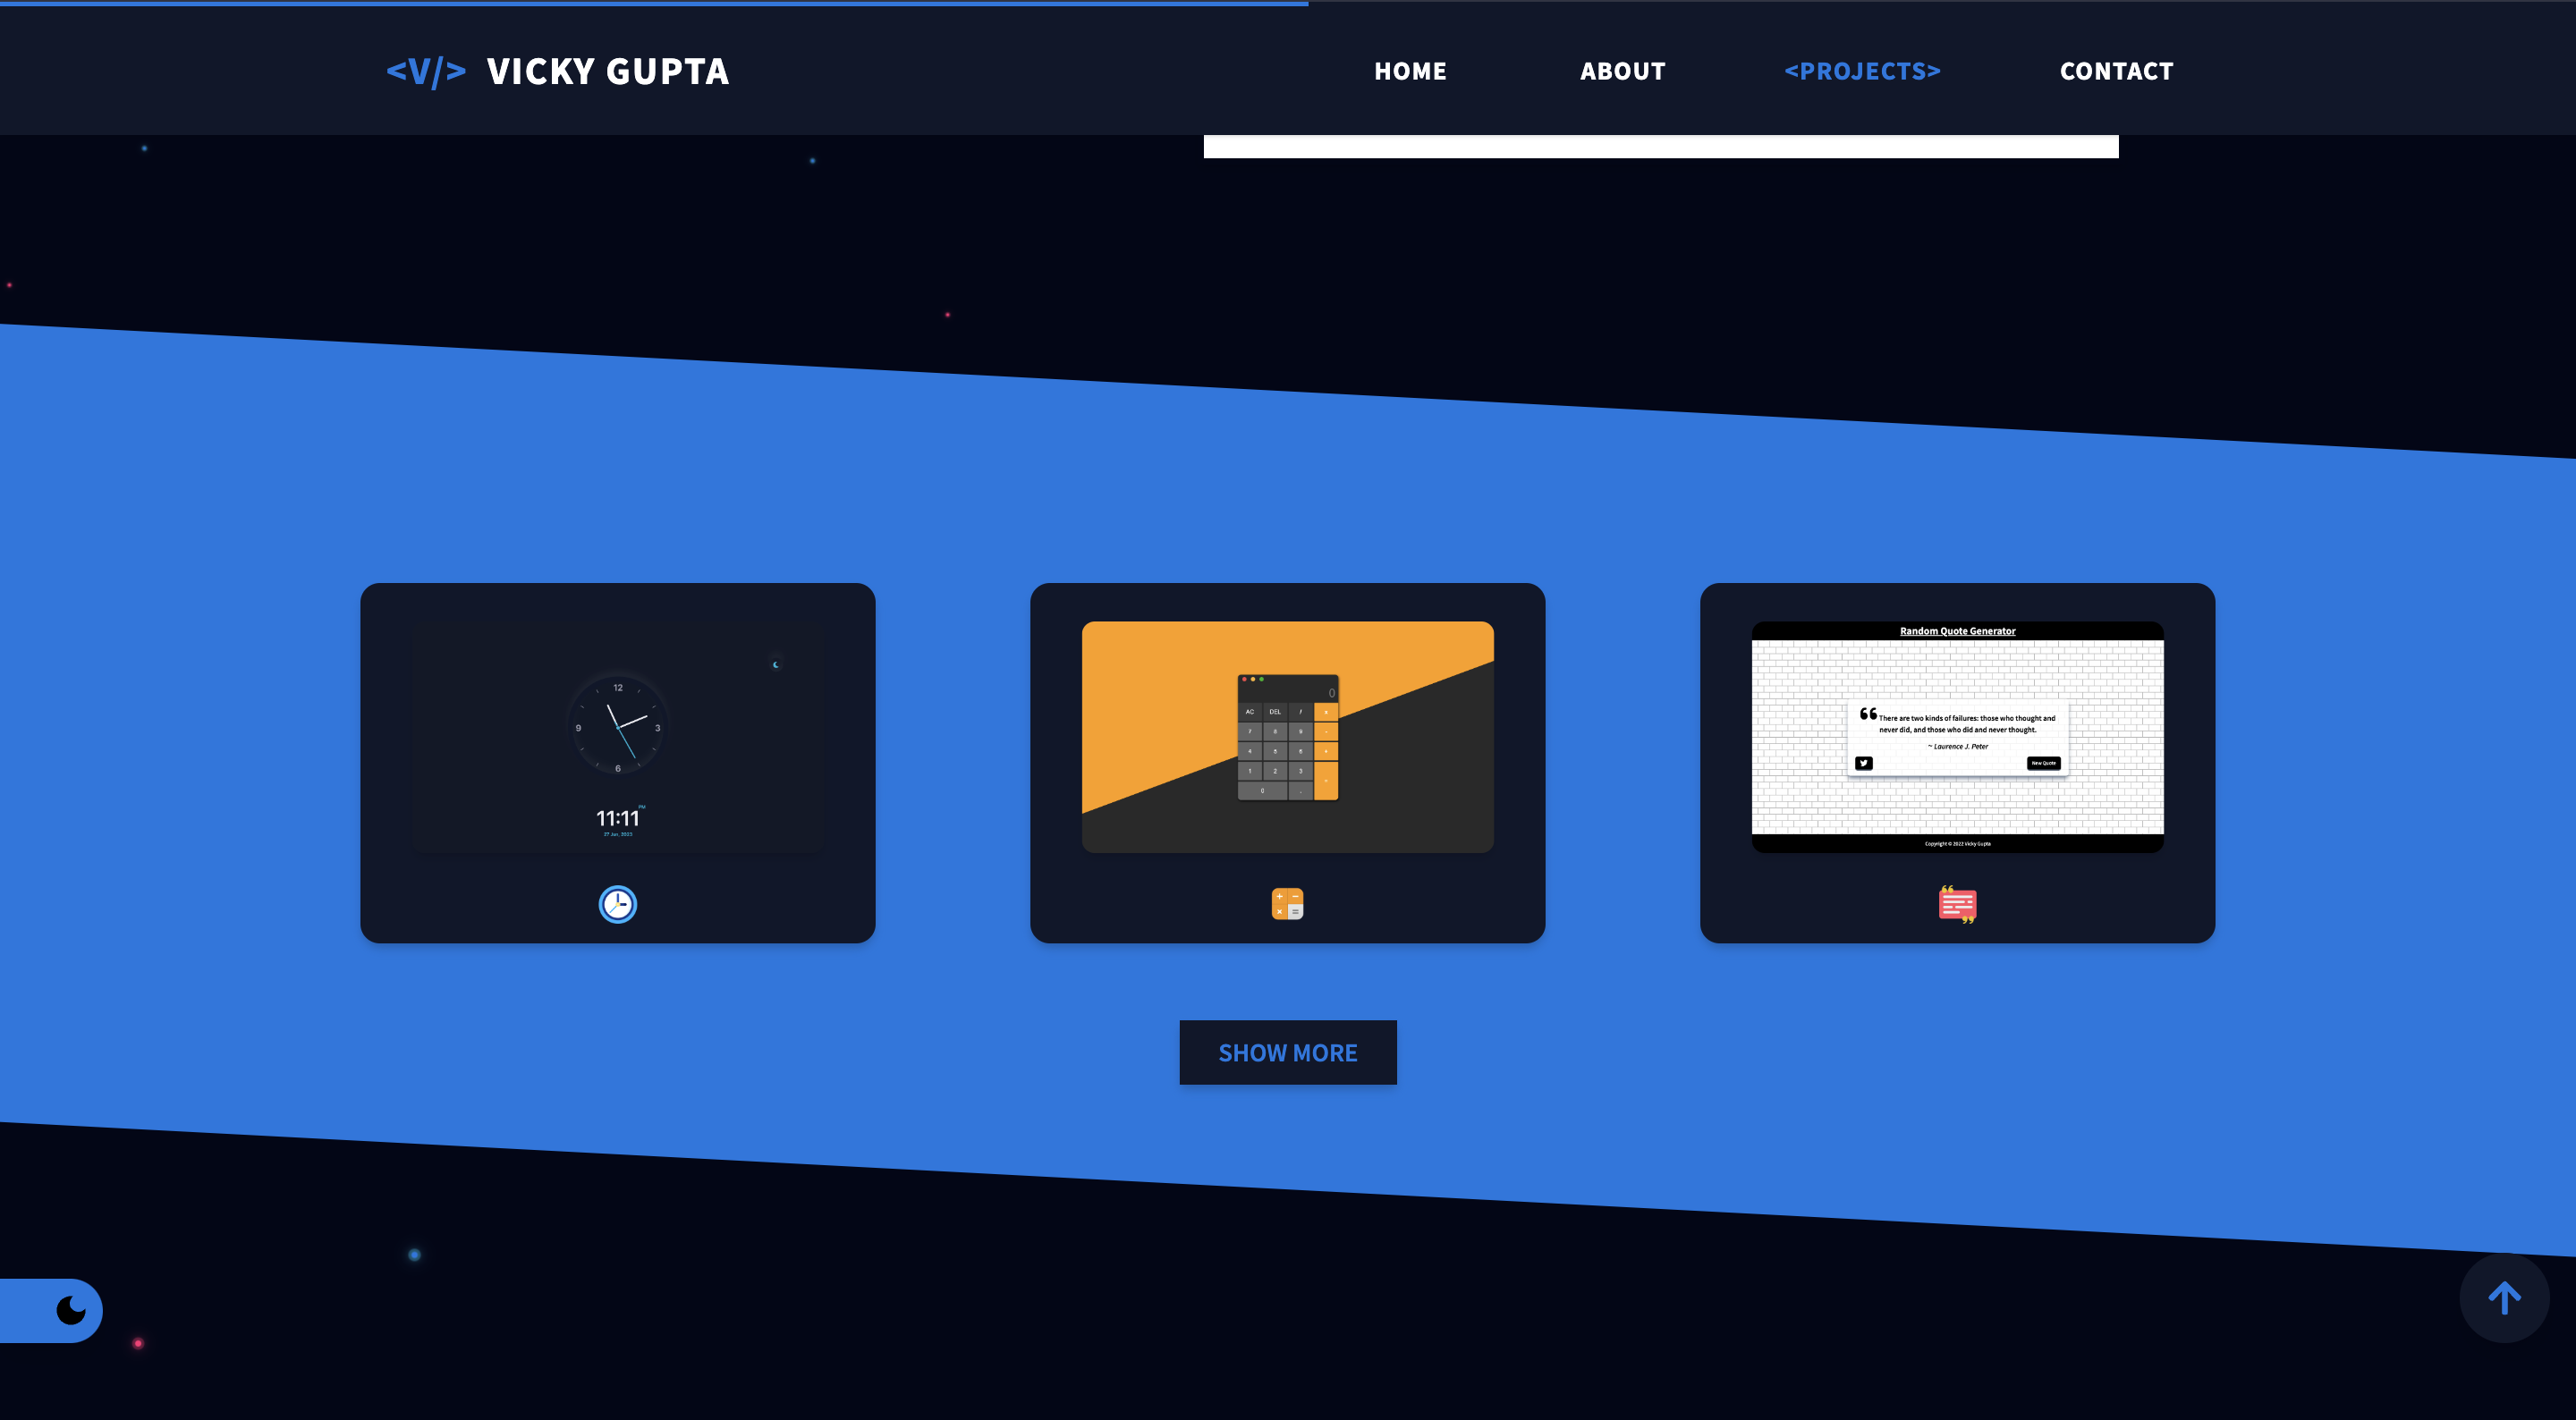 <V/> VICKY GUPTA
HOME ABOUT <PROJECTS> CONTACT
12
9 3
6
11:11 PM
27 Jan, 2023
0
AC DEL
7 8 9 -
4 5 6 +
1 2 3 =
0 .
Random Quote Generator
“ There are two kinds of failures: those who thought and
never did, and those who did and never thought.
~ Laurence J. Peter
New Quote
Copyright © 2022 Vicky Gupta
+ −
× =
SHOW MORE